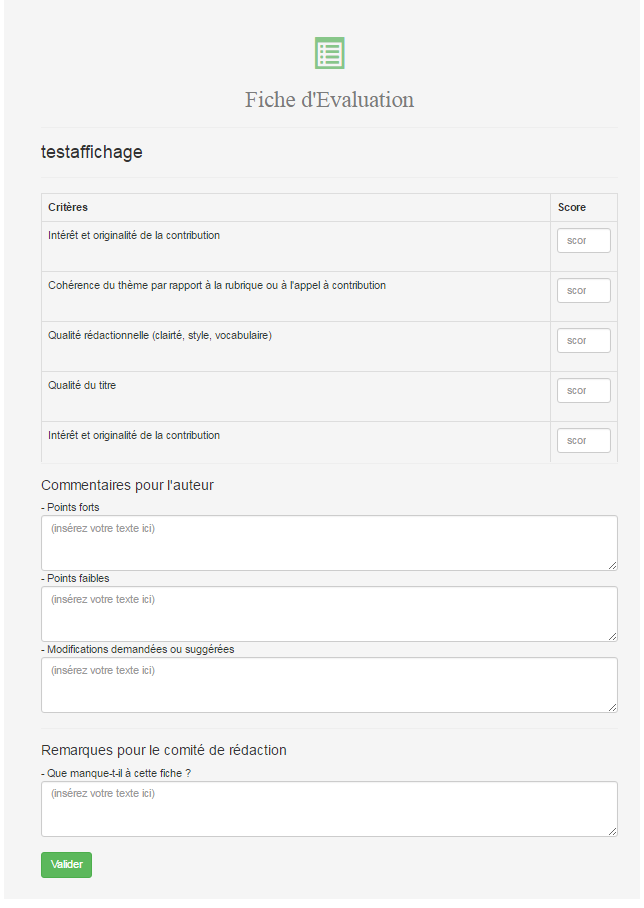 Fiche d'Evaluation
testaffichage
Critères Score
Intérêt et originalité de la contribution scor
Cohérence du thème par rapport à la rubrique ou à l'appel à contribution scor
Qualité rédactionnelle (clairté, style, vocabulaire) scor
Qualité du titre scor
Intérêt et originalité de la contribution scor
Commentaires pour l'auteur
- Points forts
(insérez votre texte ici)
- Points faibles
(insérez votre texte ici)
- Modifications demandées ou suggérées
(insérez votre texte ici)
Remarques pour le comité de rédaction
- Que manque-t-il à cette fiche ?
(insérez votre texte ici)
Valider